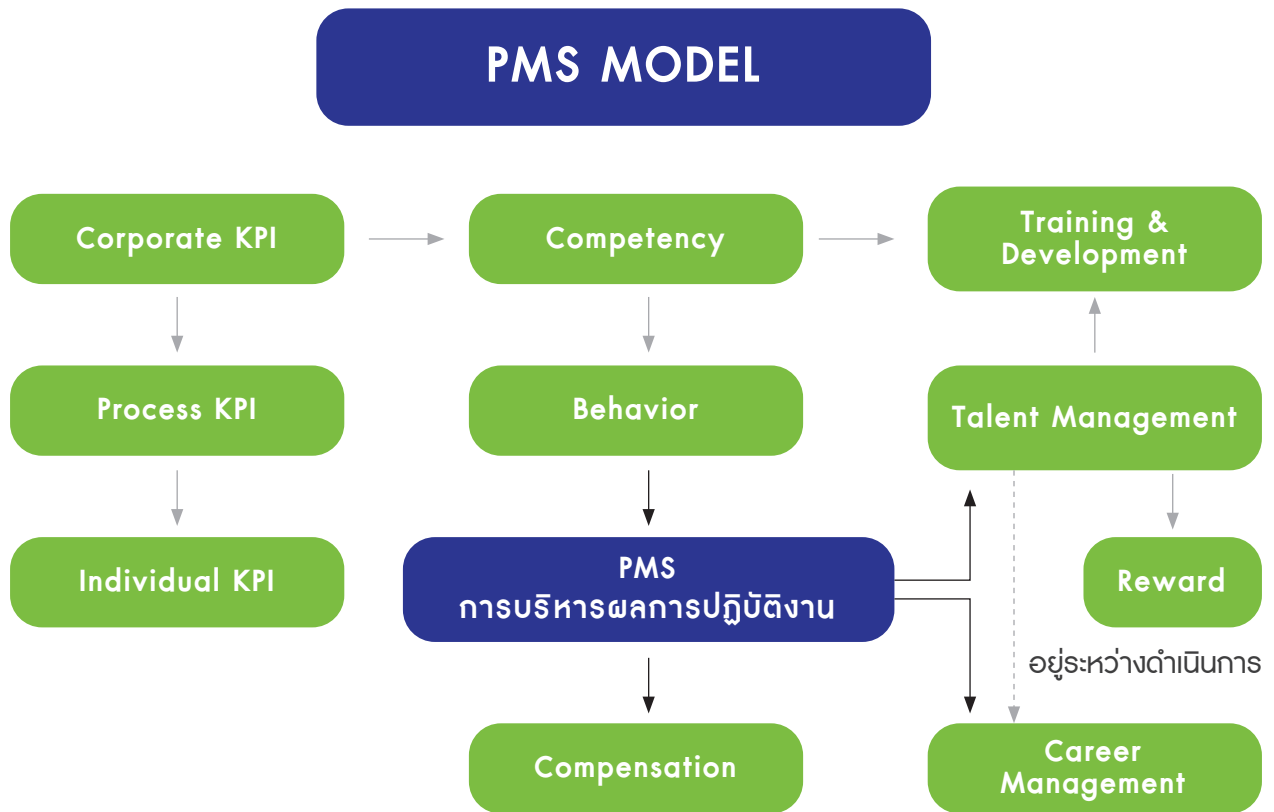 PMS MODEL
Corporate KPI
Competency
Training &
Development
Process KPI
Behavior
Talent Management
Individual KPI
PMS
การบริหารผลการปฏิบัติงาน
Reward
อยู่ระหว่างดำเนินการ
Compensation
Career
Management